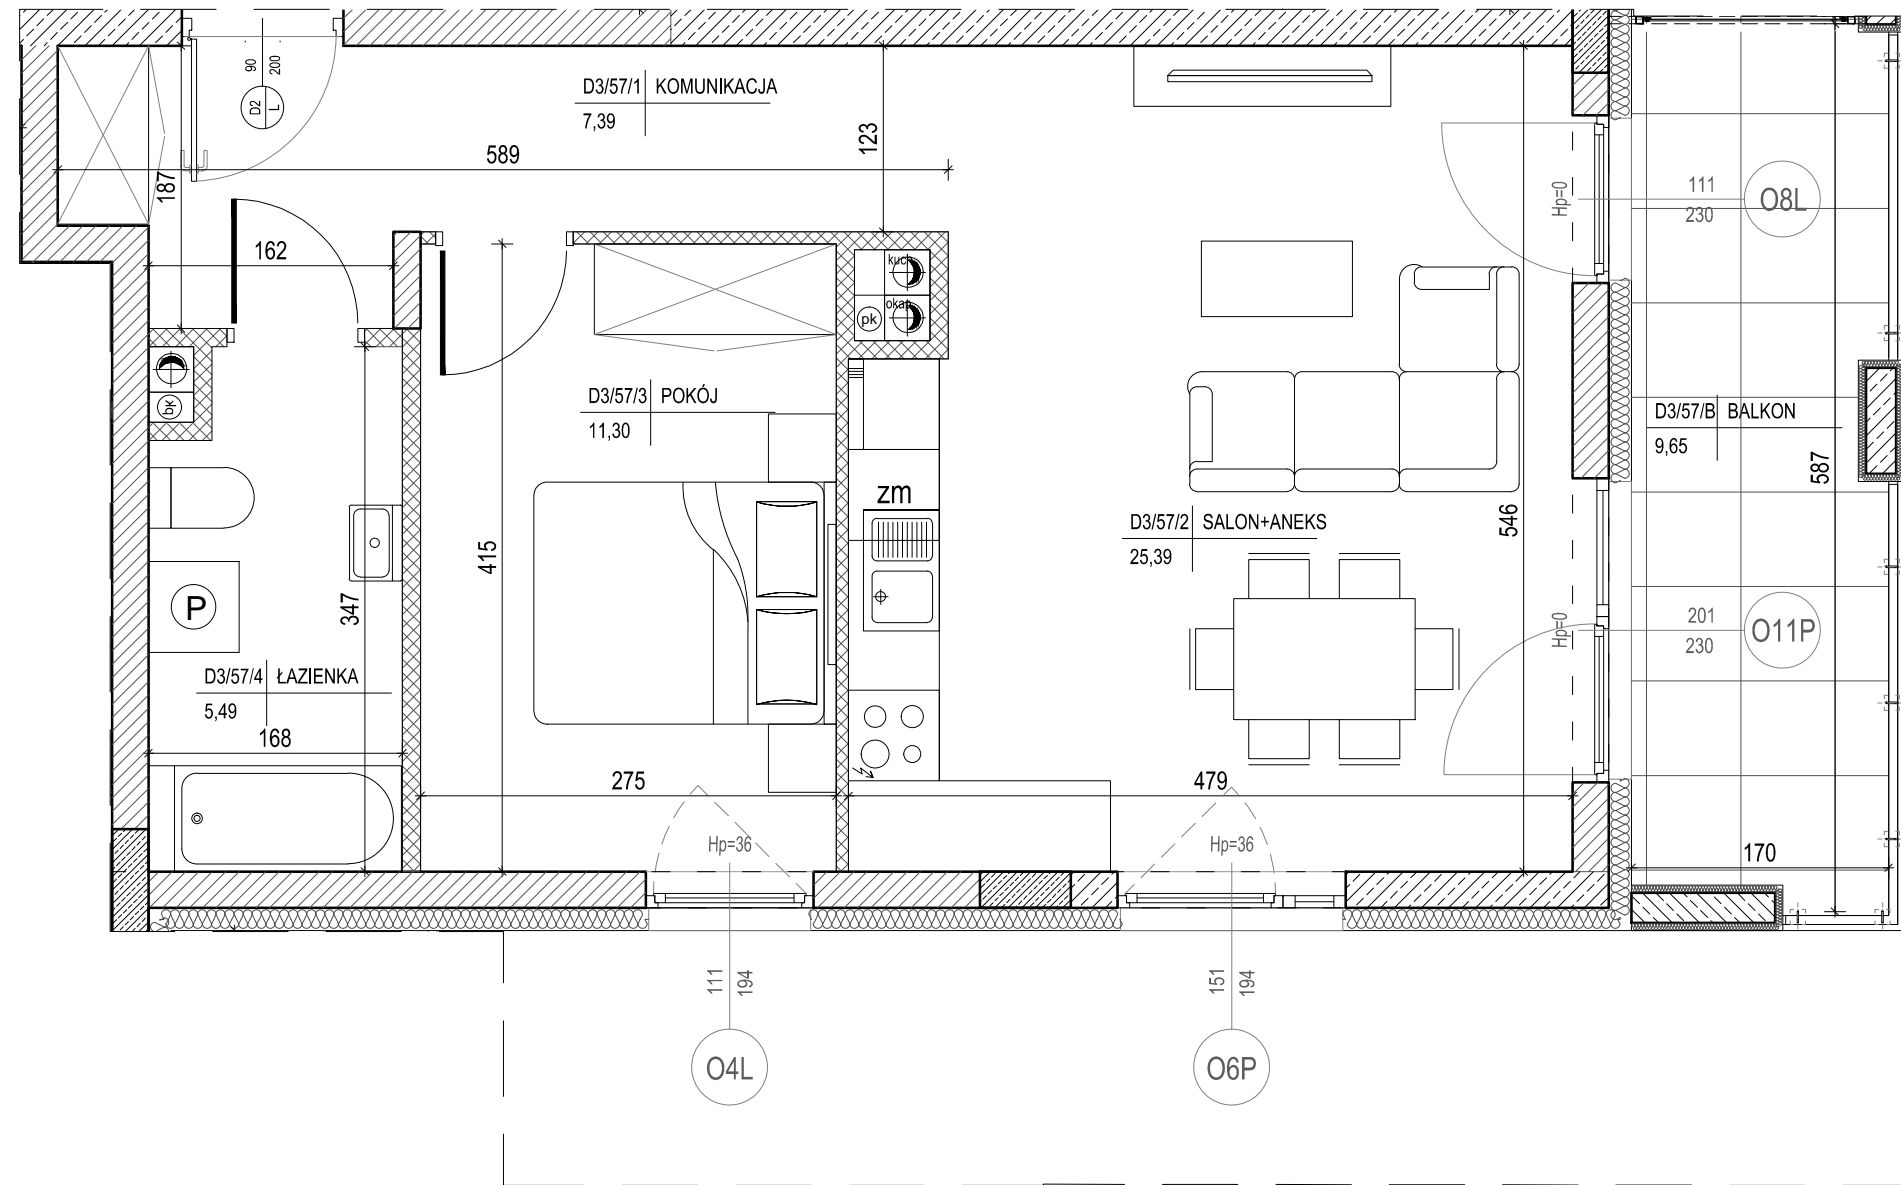 90
200
D2
L
D3/57/1 KOMUNIKACJA
7,39
589
123
187
162
kuch
okap
pk
pk
D3/57/3 POKÓJ
11,30
415
347
P
D3/57/4 ŁAZIENKA
5,49
168
275
zm
D3/57/2 SALON+ANEKS
25,39
546
479
Hp=0
111
230
O8L
D3/57/B BALKON
9,65
587
Hp=0
201
230
O11P
170
Hp=36
Hp=36
111
194
O4L
151
194
O6P